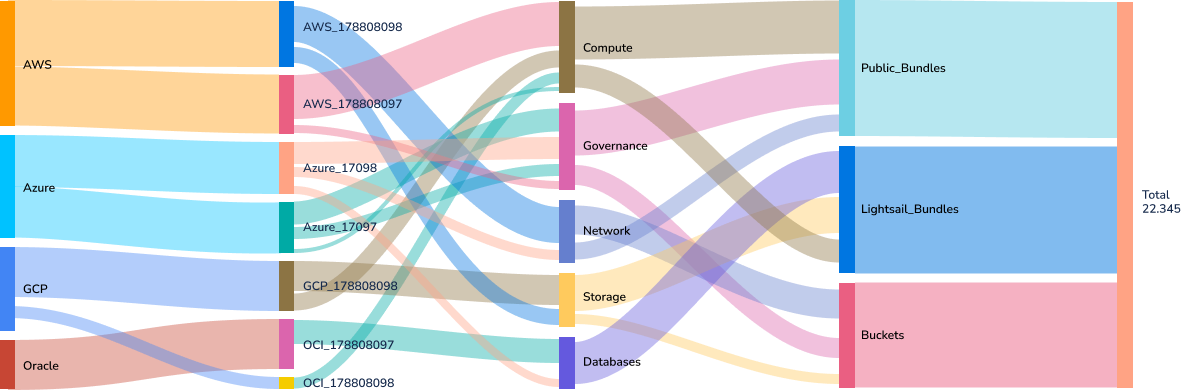 AWS
Azure
GCP
Oracle
AWS_178808098
AWS_178808097
Azure_17098
Azure_17097
GCP_178808098
OCI_178808097
OCI_178808098
Compute
Governance
Network
Storage
Databases
Public_Bundles
Lightsail_Bundles
Buckets
Total
22.345